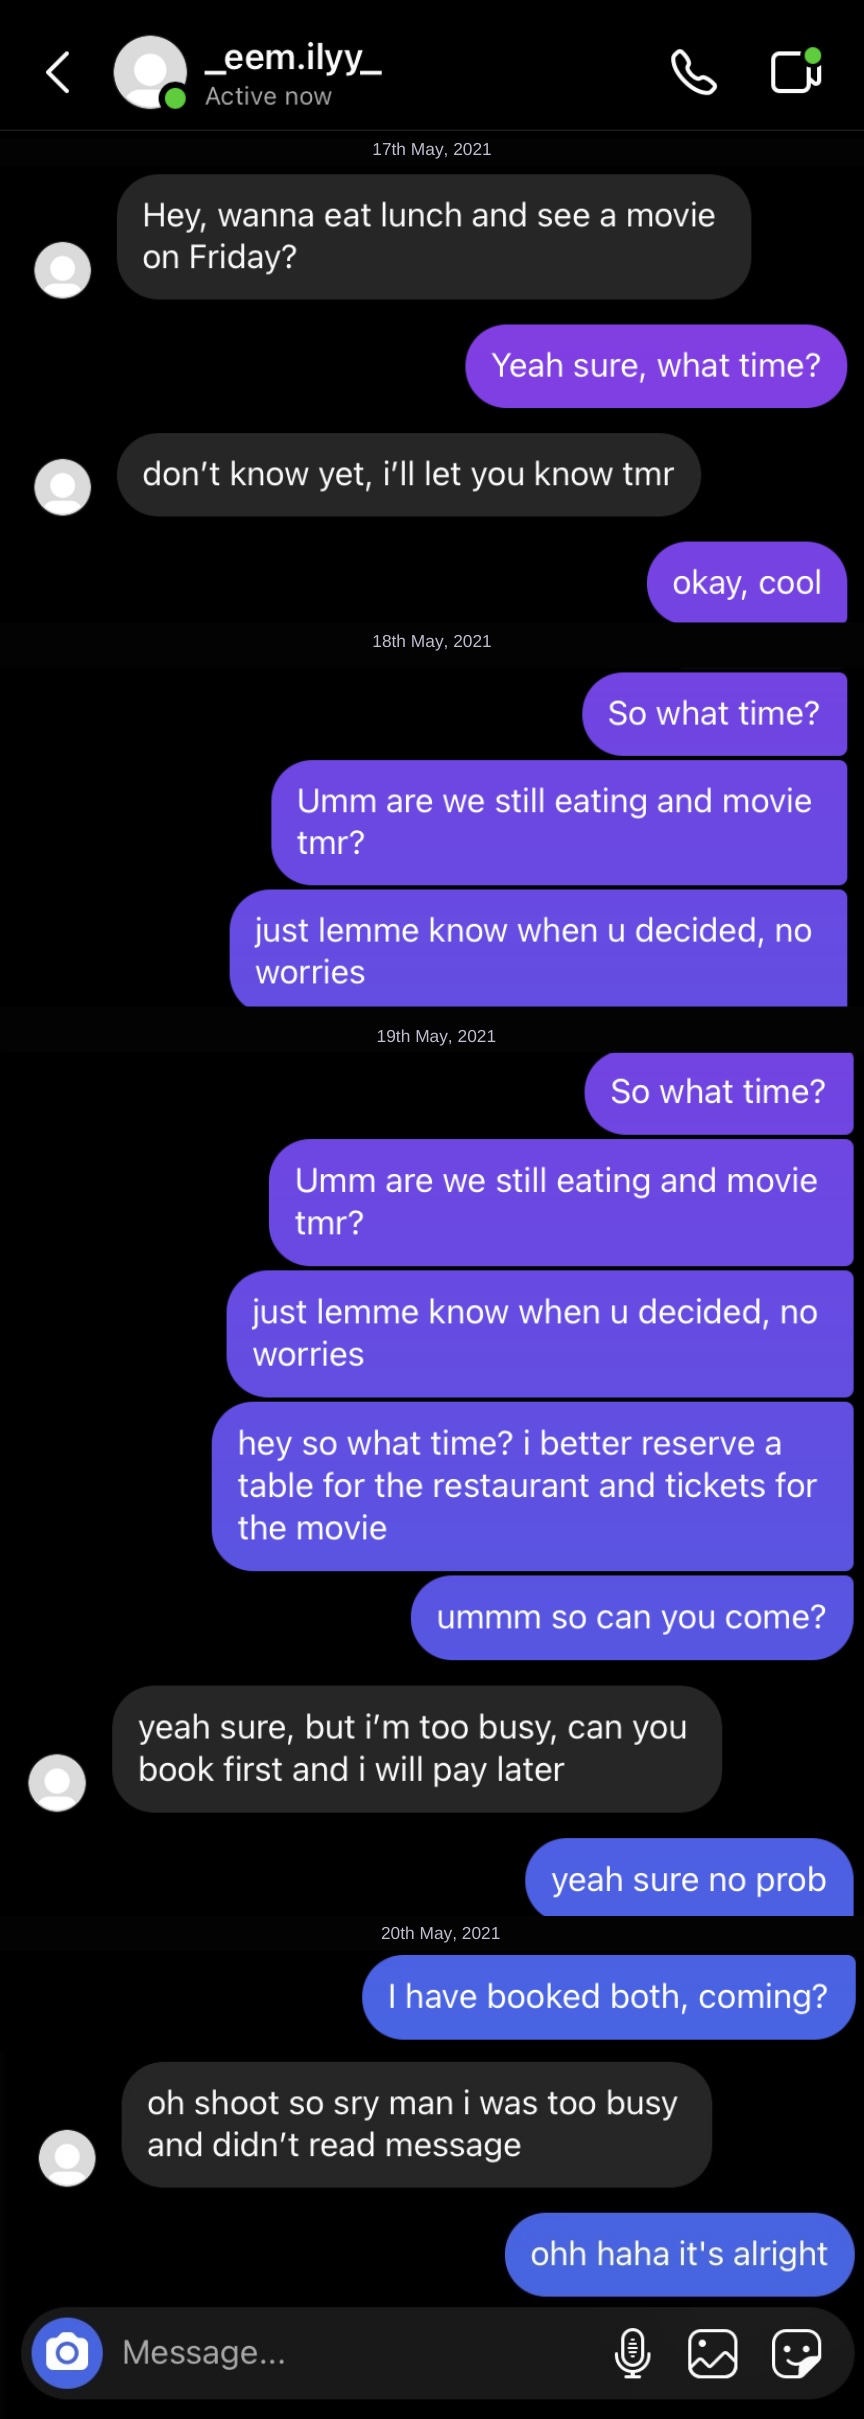 _eem.ilyy_
Active now
17th May, 2021
Hey, wanna eat lunch and see a movie
on Friday?
Yeah sure, what time?
don’t know yet, i’ll let you know tmr
okay, cool
18th May, 2021
So what time?
Umm are we still eating and movie
tmr?
just lemme know when u decided, no
worries
19th May, 2021
So what time?
Umm are we still eating and movie
tmr?
just lemme know when u decided, no
worries
hey so what time? i better reserve a
table for the restaurant and tickets for
the movie
ummm so can you come?
yeah sure, but i’m too busy, can you
book first and i will pay later
yeah sure no prob
20th May, 2021
I have booked both, coming?
oh shoot so sry man i was too busy
and didn’t read message
ohh haha it's alright
Message...